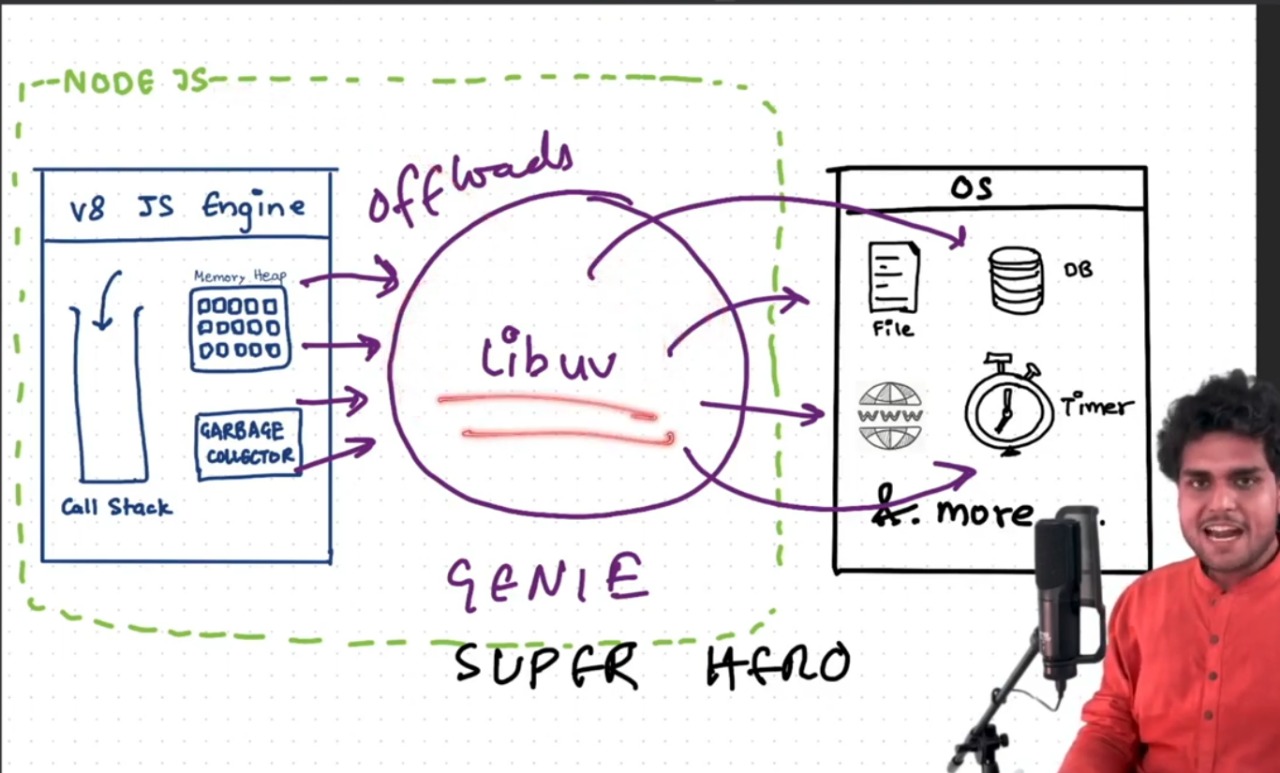 NODE JS
offloads
V8 JS Engine
Memory Heap
GARBAGE
COLLECTOR
Call Stack
Libuv
GENIE
SUPER HERO
OS
File
DB
WWW
Timer
&. more